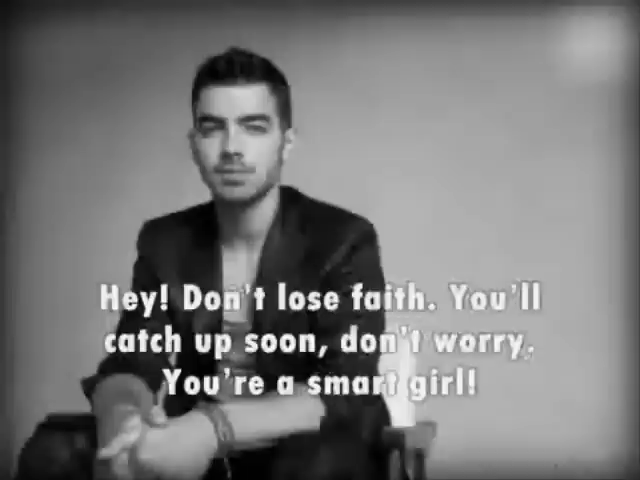 Hey! Don't lose faith. You'll
catch up soon, don't worry.
You're a smart girl!